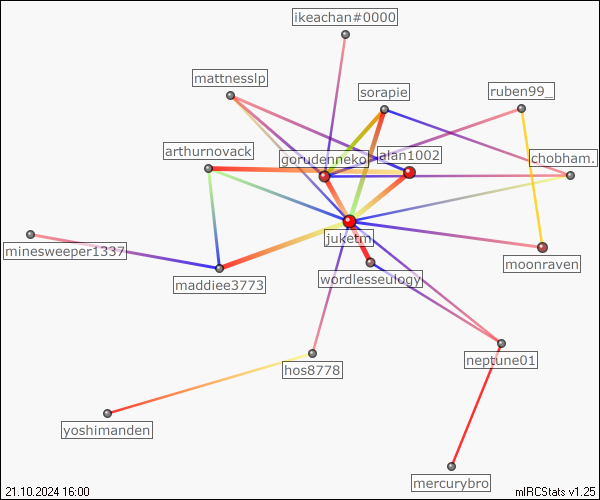 ikeachan#0000
mattnesslp
sorapie
ruben99_
arthurnovack
gorudenneko
alan1002
chobham.
juketm
minesweeper1337
moonraven
maddiee3773
wordlesseulogy
neptune01
hos8778
yoshimanden
mercurybro
21.10.2024 16:00
mIRCStats v1.25